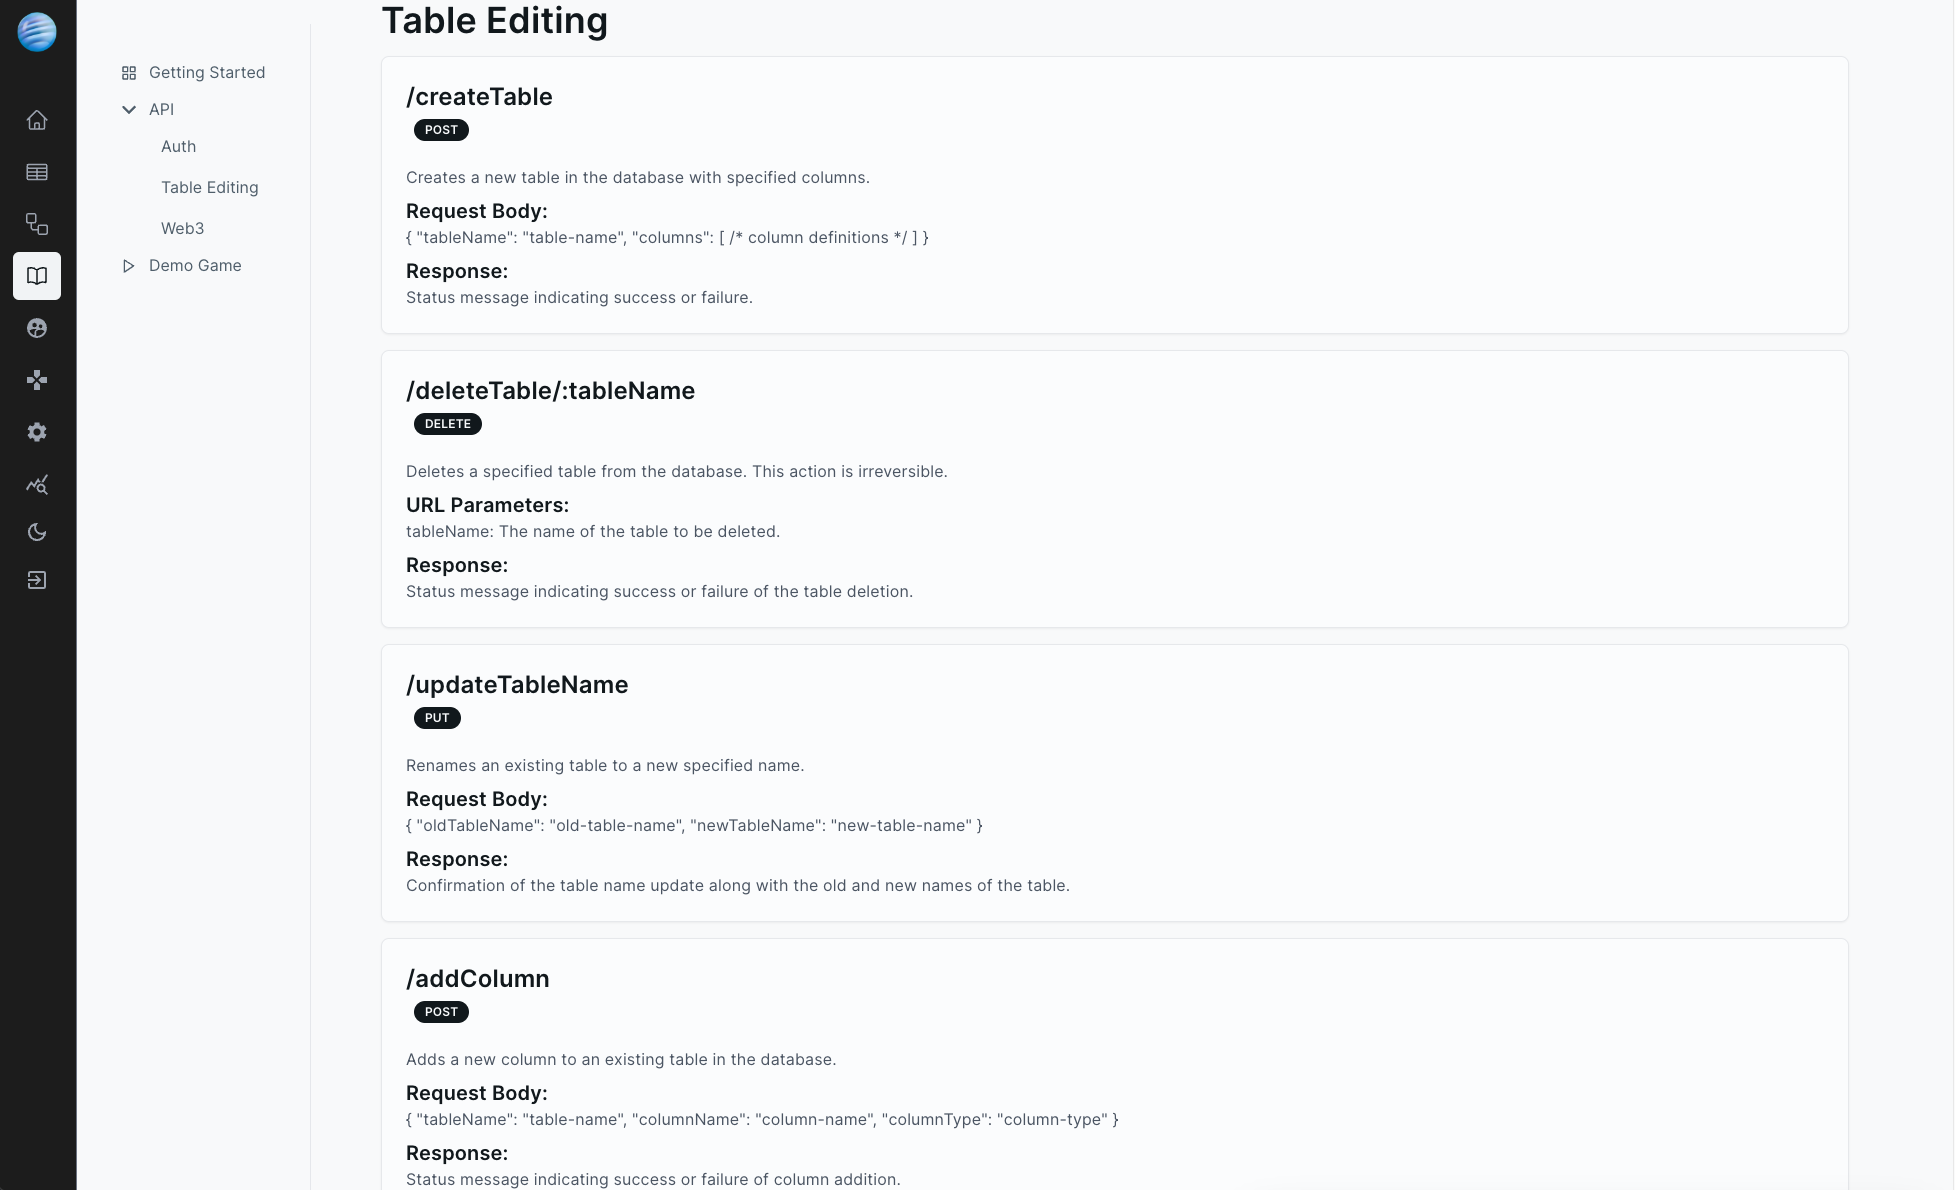 Getting Started
API
Auth
Table Editing
Web3
Demo Game
Table Editing
/createTable
POST
Creates a new table in the database with specified columns.
Request Body:
{ "tableName": "table-name", "columns": [ /* column definitions */ ] }
Response:
Status message indicating success or failure.
/deleteTable/:tableName
DELETE
Deletes a specified table from the database. This action is irreversible.
URL Parameters:
tableName: The name of the table to be deleted.
Response:
Status message indicating success or failure of the table deletion.
/updateTableName
PUT
Renames an existing table to a new specified name.
Request Body:
{ "oldTableName": "old-table-name", "newTableName": "new-table-name" }
Response:
Confirmation of the table name update along with the old and new names of the table.
/addColumn
POST
Adds a new column to an existing table in the database.
Request Body:
{ "tableName": "table-name", "columnName": "column-name", "columnType": "column-type" }
Response:
Status message indicating success or failure of column addition.